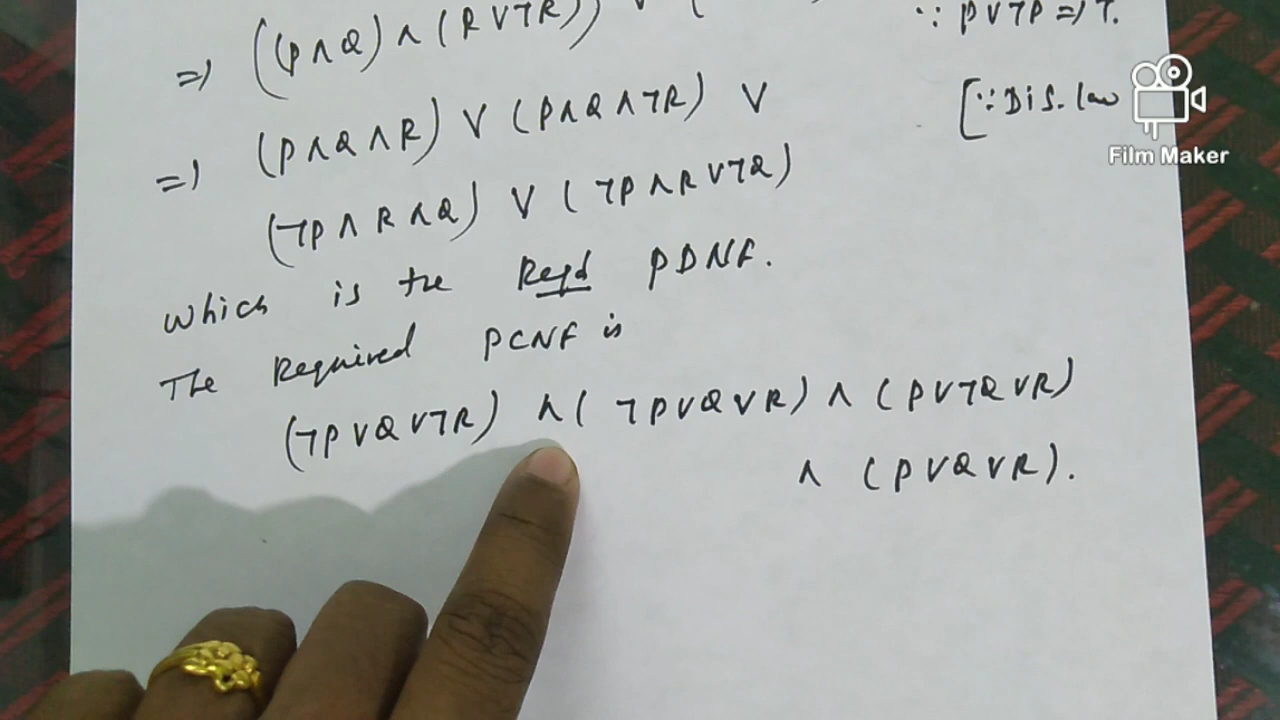 =) ((P∧Q) ∧ (R∨¬R)) ∨ (
∵ P∨¬P =) T.
=) (P∧Q∧R) ∨ (P∧Q∧¬R) ∨
[∵ Dis. law
(¬P∧R∧Q) ∨ (¬P∧R∨¬Q)
Film Maker
which is the Reqd PDNF.
The Required PCNF is
(¬P∨Q∨¬R) ∧ (¬P∨Q∨R) ∧ (P∨¬Q∨R)
∧ (P∨Q∨R).